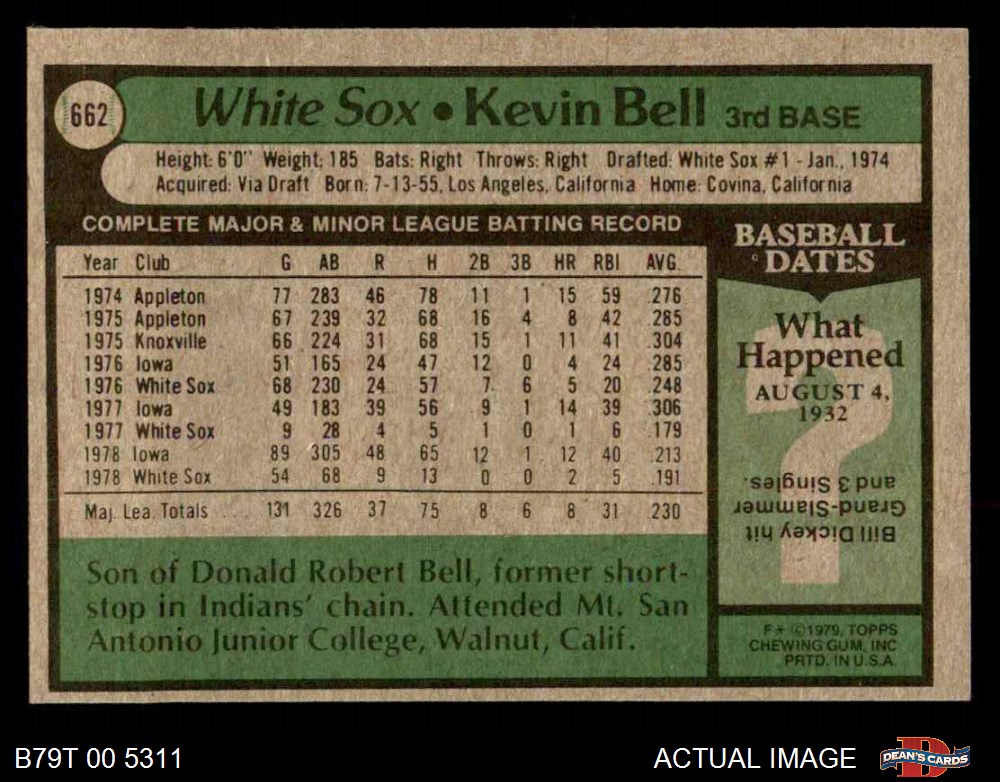 662
White Sox • Kevin Bell 3rd BASE
Height: 6'0" Weight: 185 Bats: Right Throws: Right Drafted: White Sox #1 - Jan., 1974
Acquired: Via Draft Born: 7-13-55, Los Angeles, California Home: Covina, California
COMPLETE MAJOR & MINOR LEAGUE BATTING RECORD
Year Club G AB R H 2B 3B HR RBI AVG.
1974 Appleton 77 283 46 78 11 1 15 59 .276
1975 Appleton 67 239 32 68 16 4 8 42 .285
1975 Knoxville 66 224 31 68 15 1 11 41 .304
1976 Iowa 51 165 24 47 12 0 4 24 .285
1976 White Sox 68 230 24 57 7 6 5 20 .248
1977 Iowa 49 183 39 56 9 1 14 39 .306
1977 White Sox 9 28 4 5 1 0 1 6 .179
1978 Iowa 89 305 48 65 12 1 12 40 .213
1978 White Sox 54 68 9 13 0 0 2 5 .191
Maj. Lea. Totals .... 131 326 37 75 8 6 8 31 .230
Son of Donald Robert Bell, former short-
stop in Indians' chain. Attended Mt. San
Antonio Junior College, Walnut, Calif.
BASEBALL
DATES
What
Happened
AUGUST 4,
1932
?
Bill Dickey hit
Grand-Slammer
and 3 Singles.
F* ©1979, TOPPS
CHEWING GUM, INC
PRTD. IN U.S.A.
B79T 00 5311
ACTUAL IMAGE
D
DEAN'S CARDS